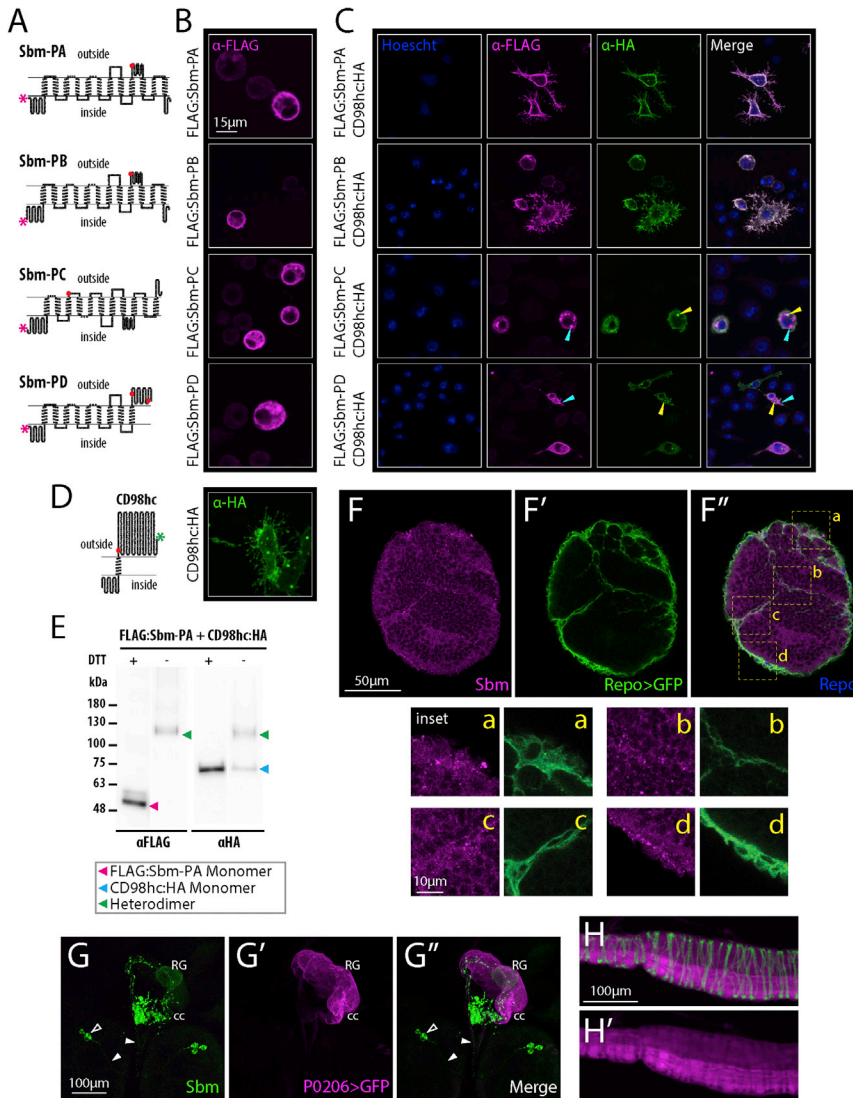 A
Sbm-PA
outside
*
inside
Sbm-PB
outside
*
inside
Sbm-PC
outside
*
inside
Sbm-PD
outside
*
inside
B
FLAG:Sbm-PA
α-FLAG
15µm
FLAG:Sbm-PB
FLAG:Sbm-PC
FLAG:Sbm-PD
C
FLAG:Sbm-PA
CD98hc:HA
Hoescht
α-FLAG
α-HA
Merge
FLAG:Sbm-PB
CD98hc:HA
FLAG:Sbm-PC
CD98hc:HA
FLAG:Sbm-PD
CD98hc:HA
D
CD98hc
*
outside
inside
CD98hc:HA
α-HA
E
FLAG:Sbm-PA + CD98hc:HA
DTT + - + -
kDa
180
130
100
75
63
48
αFLAG αHA
FLAG:Sbm-PA Monomer
CD98hc:HA Monomer
Heterodimer
F
50µm
Sbm
F'
Repo>GFP
F"
a
b
c
d
Repo
inset
a
a
b
b
c
10µm
c
d
d
G
RG
cc
100µm
Sbm
G'
RG
cc
P0206>GFP
G"
RG
cc
Merge
H
100µm
H'